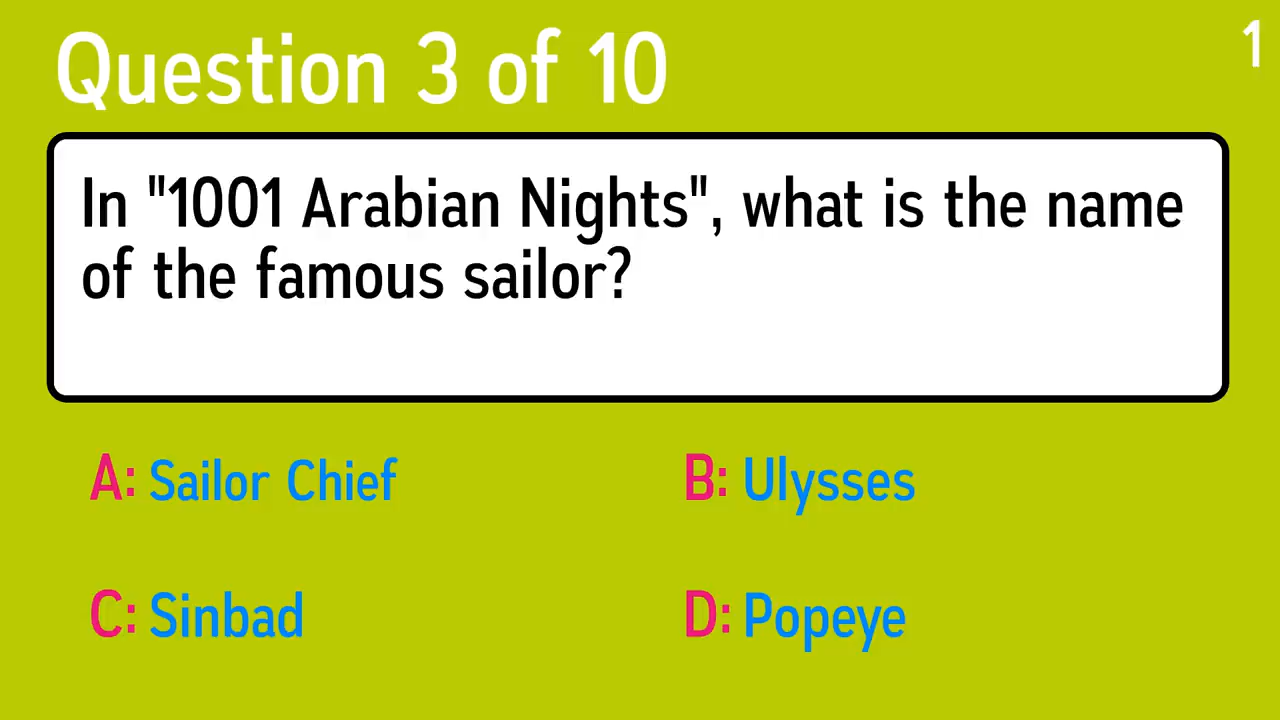 Question 3 of 10
1
In "1001 Arabian Nights", what is the name
of the famous sailor?
A: Sailor Chief
B: Ulysses
C: Sinbad
D: Popeye